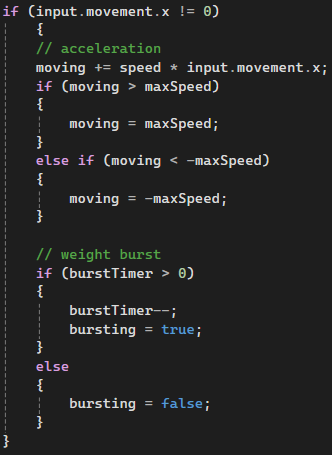 if (input.movement.x != 0)
    {
    // acceleration
    moving += speed * input.movement.x;
    if (moving > maxSpeed)
    {
        moving = maxSpeed;
    }
    else if (moving < -maxSpeed)
    {
        moving = -maxSpeed;
    }

    // weight burst
    if (burstTimer > 0)
    {
        burstTimer--;
        bursting = true;
    }
    else
    {
        bursting = false;
    }
}